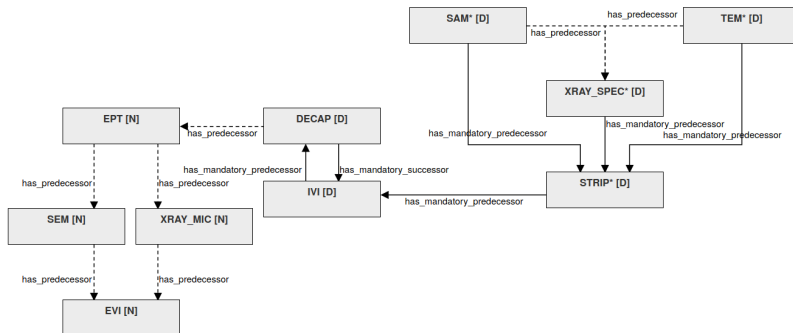 SAM* [D]
TEM* [D]
has_predecessor
has_predecessor
XRAY_SPEC* [D]
EPT [N]
DECAP [D]
has_predecessor
has_mandatory_predecessor
has_mandatory_predecessor
has_mandatory_predecessor
has_mandatory_predecessor
has_mandatory_successor
has_predecessor
has_predecessor
IVI [D]
STRIP* [D]
has_mandatory_predecessor
SEM [N]
XRAY_MIC [N]
has_predecessor
has_predecessor
EVI [N]